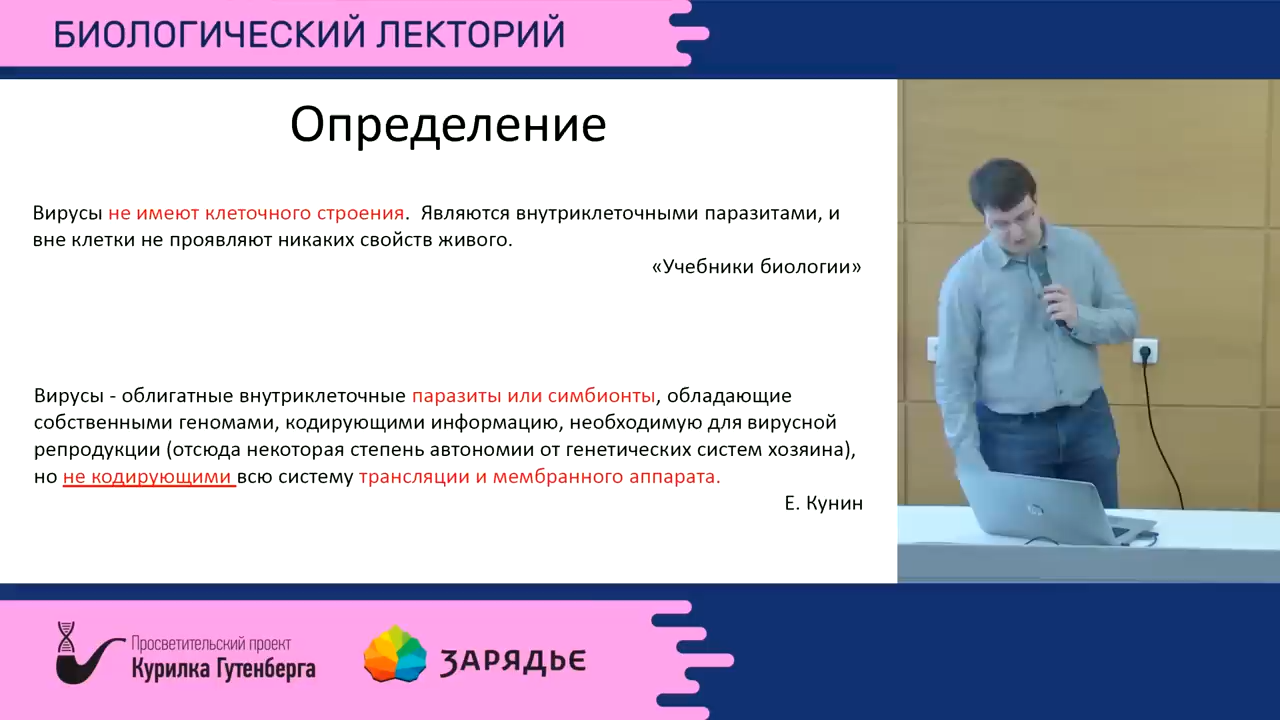 БИОЛОГИЧЕСКИЙ ЛЕКТОРИЙ
Определение
Вирусы не имеют клеточного строения. Являются внутриклеточными паразитами, и
вне клетки не проявляют никаких свойств живого.
«Учебники биологии»
Вирусы - облигатные внутриклеточные паразиты или симбионты, обладающие
собственными геномами, кодирующими информацию, необходимую для вирусной
репродукции (отсюда некоторая степень автономии от генетических систем хозяина),
но не кодирующими всю систему трансляции и мембранного аппарата.
Е. Кунин
Просветительский проект
Курилка Гутенберга
ЗАРЯДЬЕ